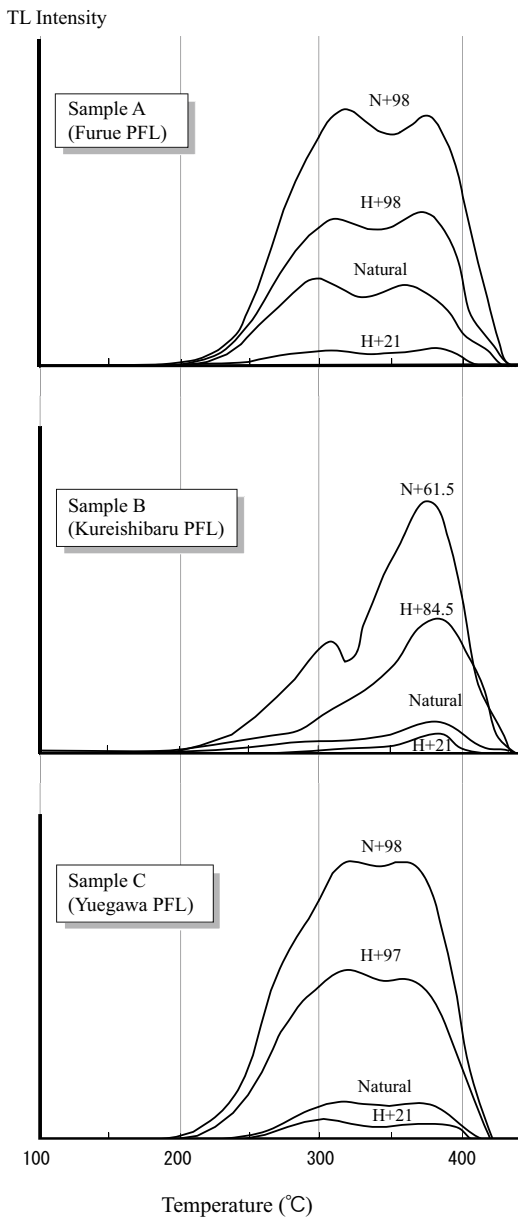 TL Intensity
Sample A
(Furue PFL)
N+98
H+98
Natural
H+21
Sample B
(Kureishibaru PFL)
N+61.5
H+84.5
Natural
H+21
Sample C
(Yuegawa PFL)
N+98
H+97
Natural
H+21
100 200 300 400
Temperature (℃)